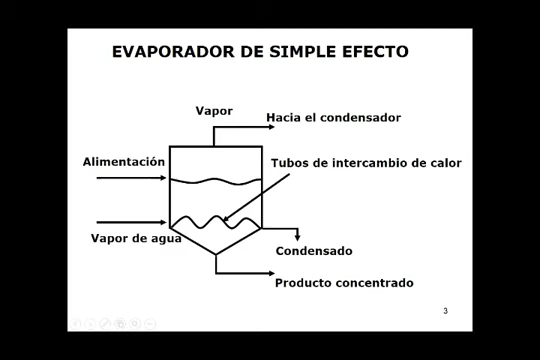 EVAPORADOR DE SIMPLE EFECTO
Vapor
Hacia el condensador
Alimentación
Tubos de intercambio de calor
Vapor de agua
Condensado
Producto concentrado
3